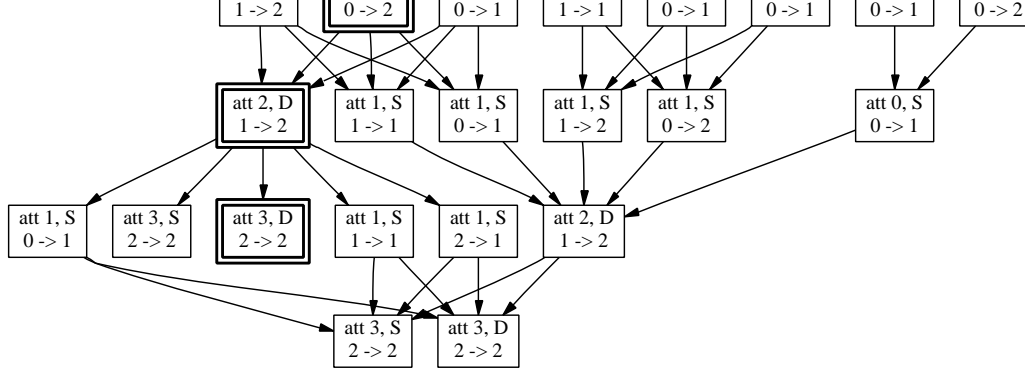 1 -> 2
0 -> 2
0 -> 1
1 -> 1
0 -> 1
0 -> 1
0 -> 1
0 -> 2
att 2, D
1 -> 2
att 1, S
1 -> 1
att 1, S
0 -> 1
att 1, S
1 -> 2
att 1, S
0 -> 2
att 0, S
0 -> 1
att 1, S
0 -> 1
att 3, S
2 -> 2
att 3, D
2 -> 2
att 1, S
1 -> 1
att 1, S
2 -> 1
att 2, D
1 -> 2
att 3, S
2 -> 2
att 3, D
2 -> 2